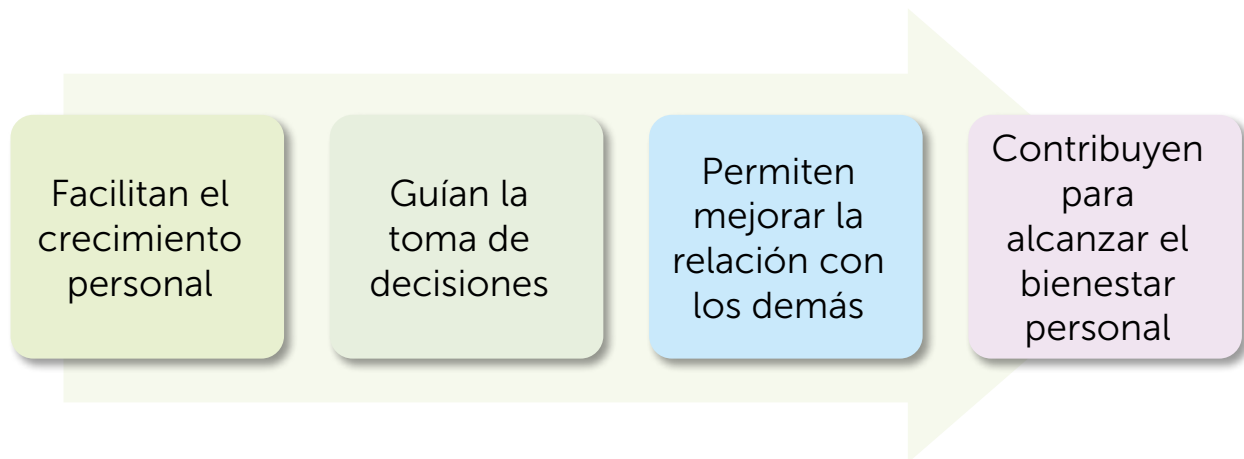 Facilitan el
crecimiento
personal
Guían la
toma de
decisiones
Permiten
mejorar la
relación con
los demás
Contribuyen
para
alcanzar el
bienestar
personal